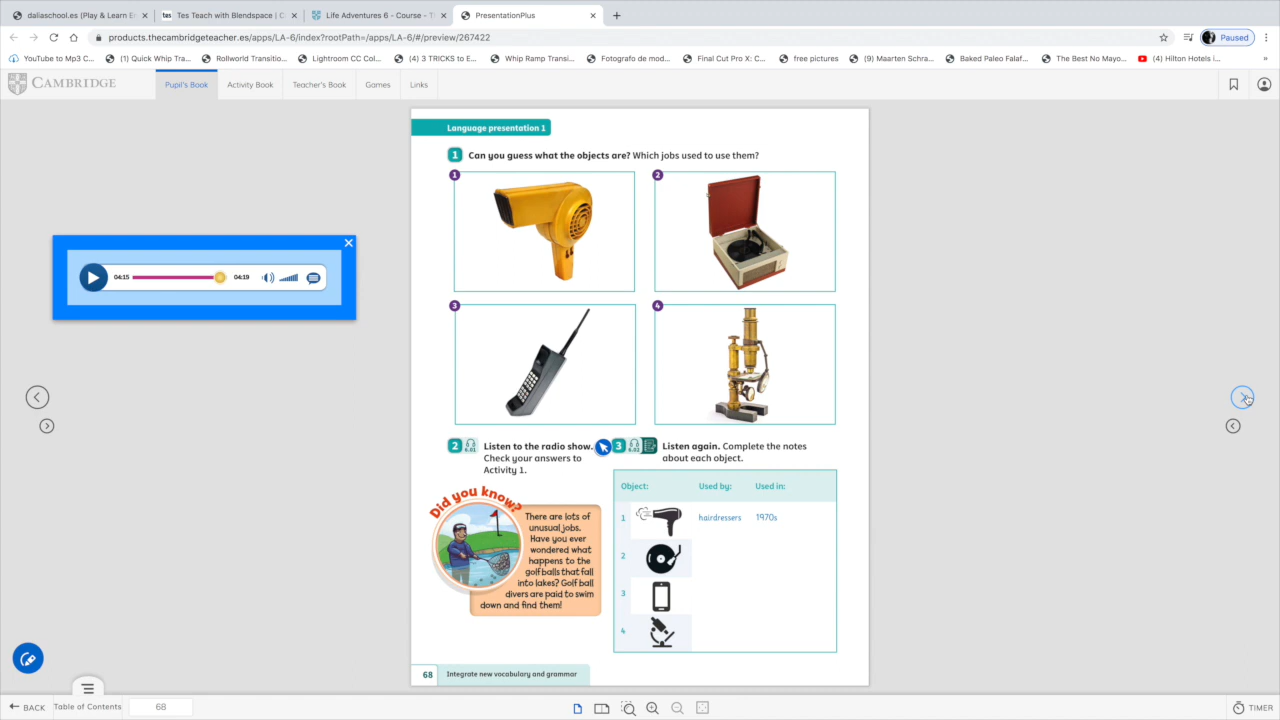 daliaschool.es (Play & Learn E
Tes Teach with Blendspace | C
Life Adventures 6 - Course - T
PresentationPlus
products.thecambridgeteacher.es/apps/LA-6/index?rootPath=/apps/LA-6/#/preview/267422
Paused
YouTube to Mp3 C...
(1) Quick Whip Tra...
Rollworld Transitio...
Lightroom CC Col...
(4) 3 TRICKS to E...
Whip Ramp Transi...
Fotografo de mod...
Final Cut Pro X: C...
free pictures
(9) Maarten Schra...
Baked Paleo Falaf...
The Best No Mayo...
(4) Hilton Hotels i...
»
CAMBRIDGE
Pupil's Book
Activity Book
Teacher's Book
Games
Links
Language presentation 1
1 Can you guess what the objects are? Which jobs used to use them?
1
2
3
4
04:15
04:19
2 Listen to the radio show.
Check your answers to
Activity 1.
3 Listen again. Complete the notes
about each object.
Did you know?
There are lots of
unusual jobs.
Have you ever
wondered what
happens to the
golf balls that fall
into lakes? Golf ball
divers are paid to swim
down and find them!
Object: Used by: Used in:
1 hairdressers 1970s
2
3
4
68 Integrate new vocabulary and grammar
BACK
Table of Contents
68
TIMER